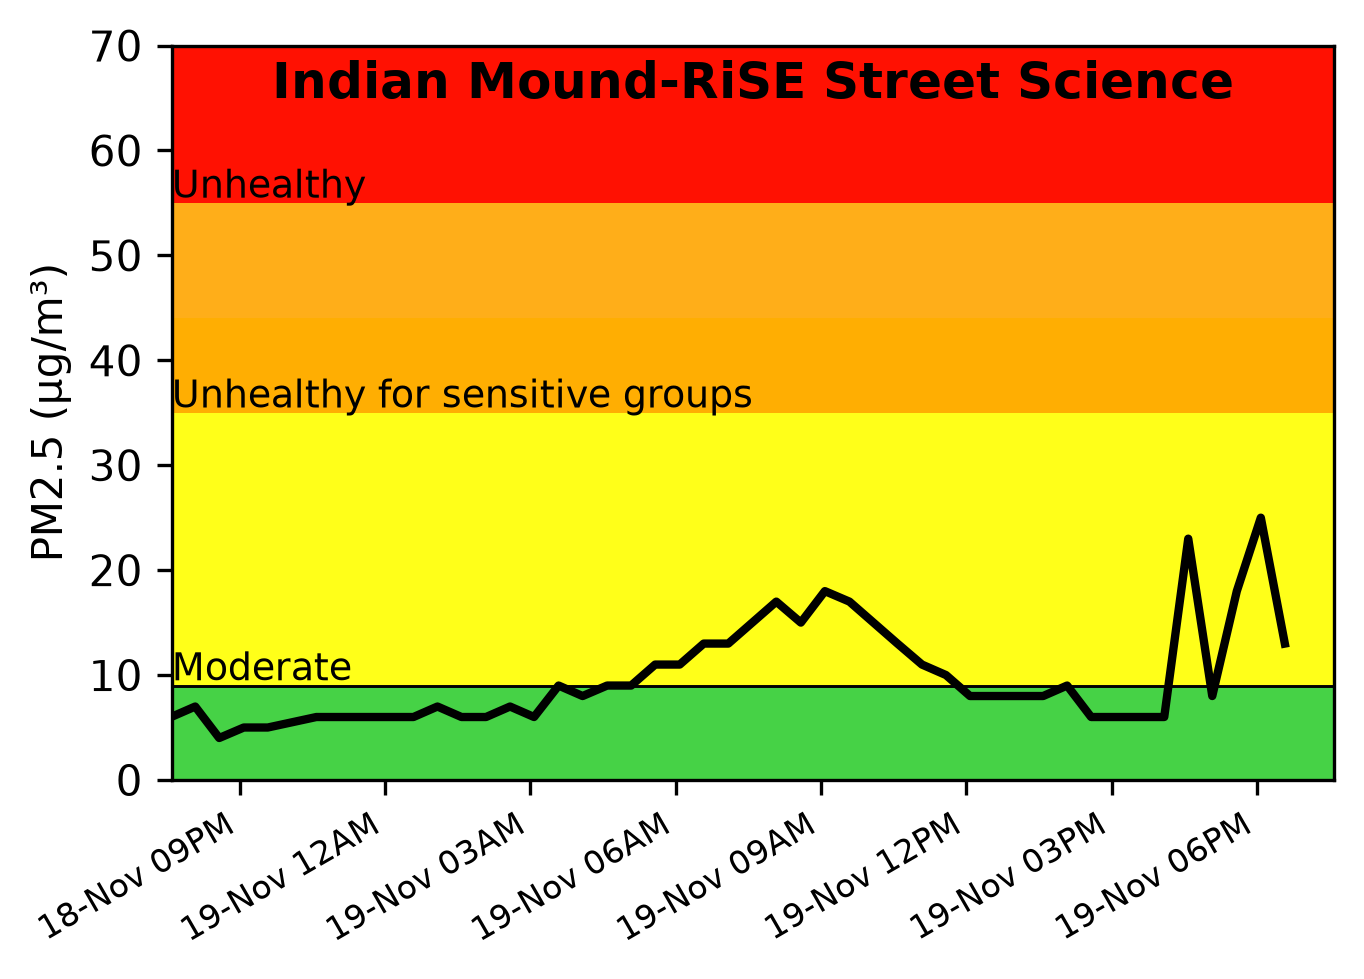 Indian Mound-RiSE Street Science
70
60
50
40
30
20
10
0
PM2.5 (µg/m³)
Unhealthy
Unhealthy for sensitive groups
Moderate
18-Nov 09PM
19-Nov 12AM
19-Nov 03AM
19-Nov 06AM
19-Nov 09AM
19-Nov 12PM
19-Nov 03PM
19-Nov 06PM